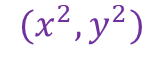 (x², y²)